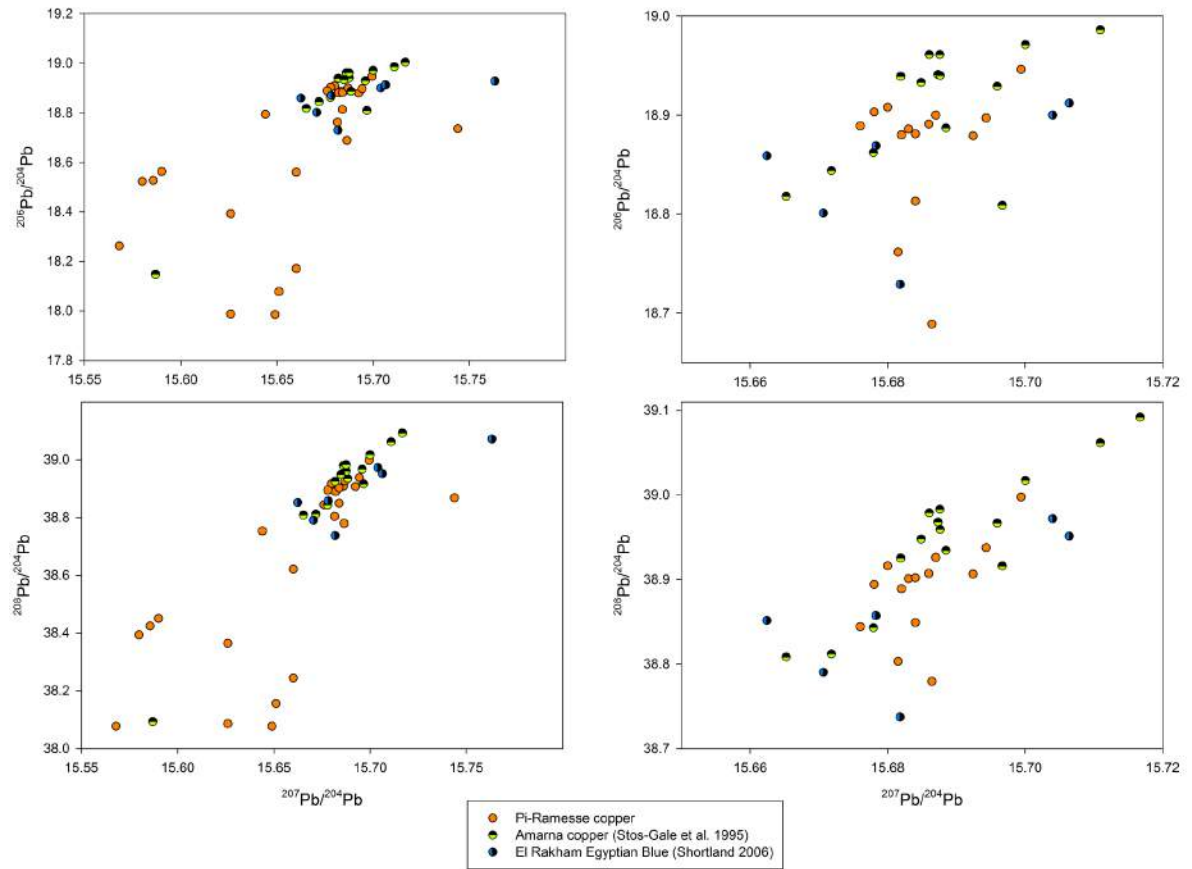 19.2
19.0
18.8
18.6
18.4
18.2
18.0
17.8
²⁰⁶Pb/²⁰⁴Pb
15.55 15.60 15.65 15.70 15.75
19.0
18.9
18.8
18.7
²⁰⁶Pb/²⁰⁴Pb
15.66 15.68 15.70 15.72
39.0
38.8
38.6
38.4
38.2
38.0
²⁰⁸Pb/²⁰⁴Pb
15.55 15.60 15.65 15.70 15.75
²⁰⁷Pb/²⁰⁴Pb
39.1
39.0
38.9
38.8
38.7
²⁰⁸Pb/²⁰⁴Pb
15.66 15.68 15.70 15.72
²⁰⁷Pb/²⁰⁴Pb
Pi-Ramesse copper
Amarna copper (Stos-Gale et al. 1995)
El Rakham Egyptian Blue (Shortland 2006)